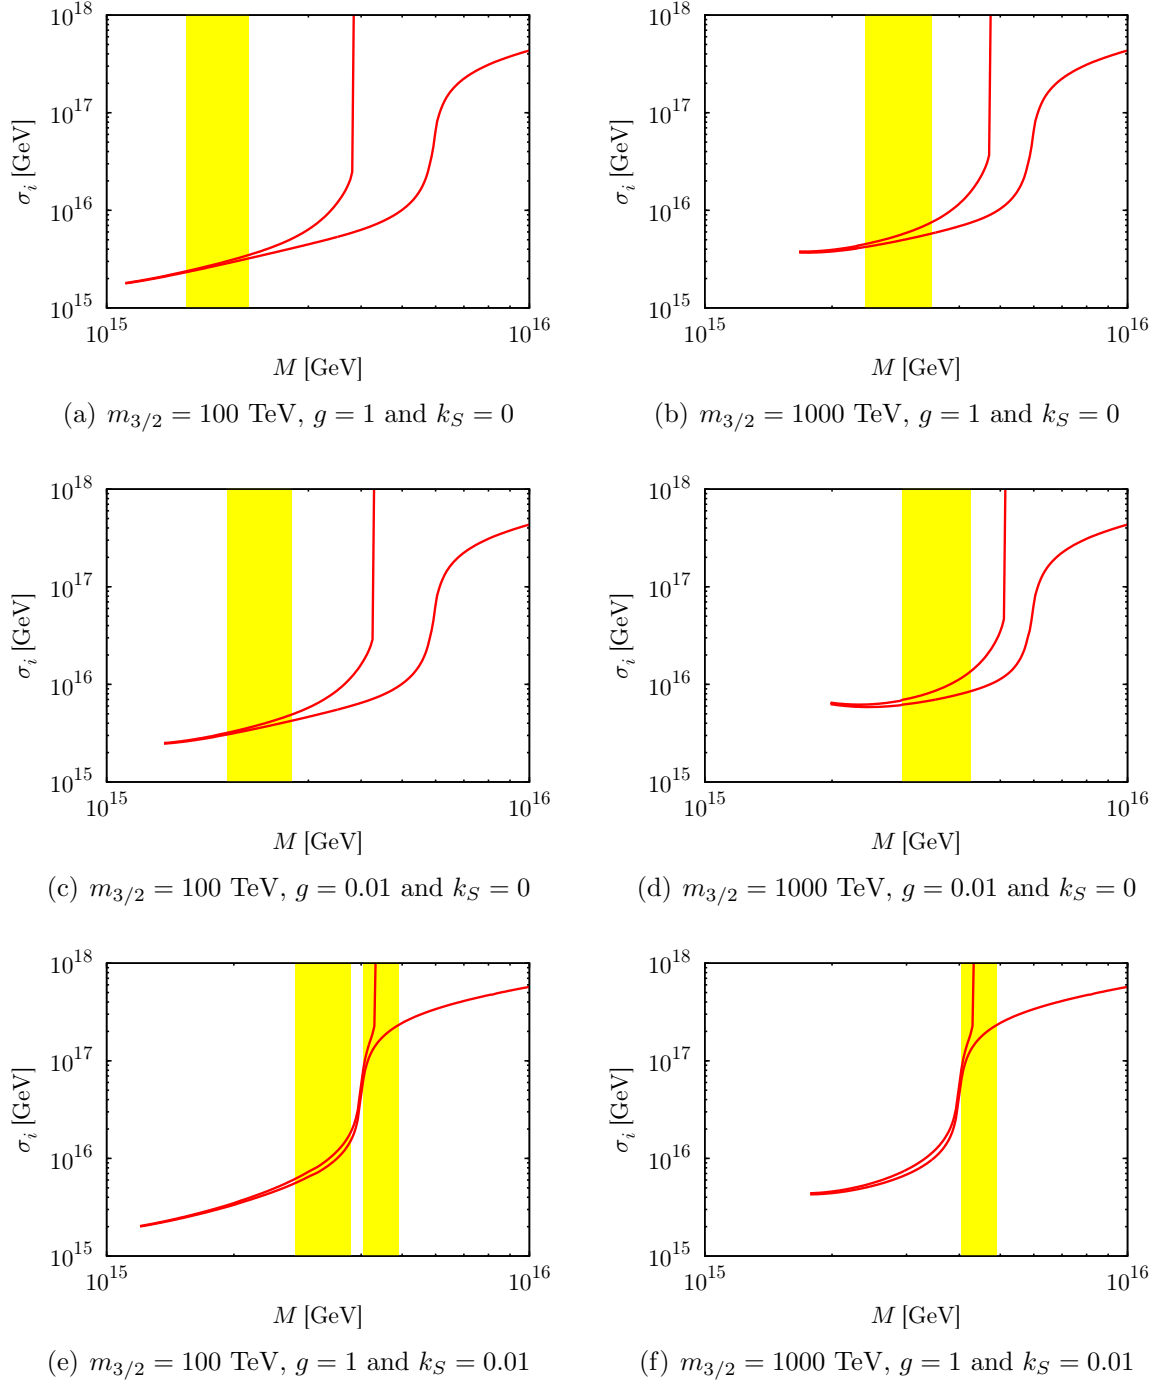 10^18 10^18
10^17 10^17
σ_i [GeV] σ_i [GeV]
10^16 10^16
10^15 10^15
10^15 10^16 10^15 10^16
M [GeV] M [GeV]
(a) m_{3/2} = 100 TeV, g = 1 and k_S = 0 (b) m_{3/2} = 1000 TeV, g = 1 and k_S = 0
10^18 10^18
10^17 10^17
σ_i [GeV] σ_i [GeV]
10^16 10^16
10^15 10^15
10^15 10^16 10^15 10^16
M [GeV] M [GeV]
(c) m_{3/2} = 100 TeV, g = 0.01 and k_S = 0 (d) m_{3/2} = 1000 TeV, g = 0.01 and k_S = 0
10^18 10^18
10^17 10^17
σ_i [GeV] σ_i [GeV]
10^16 10^16
10^15 10^15
10^15 10^16 10^15 10^16
M [GeV] M [GeV]
(e) m_{3/2} = 100 TeV, g = 1 and k_S = 0.01 (f) m_{3/2} = 1000 TeV, g = 1 and k_S = 0.01